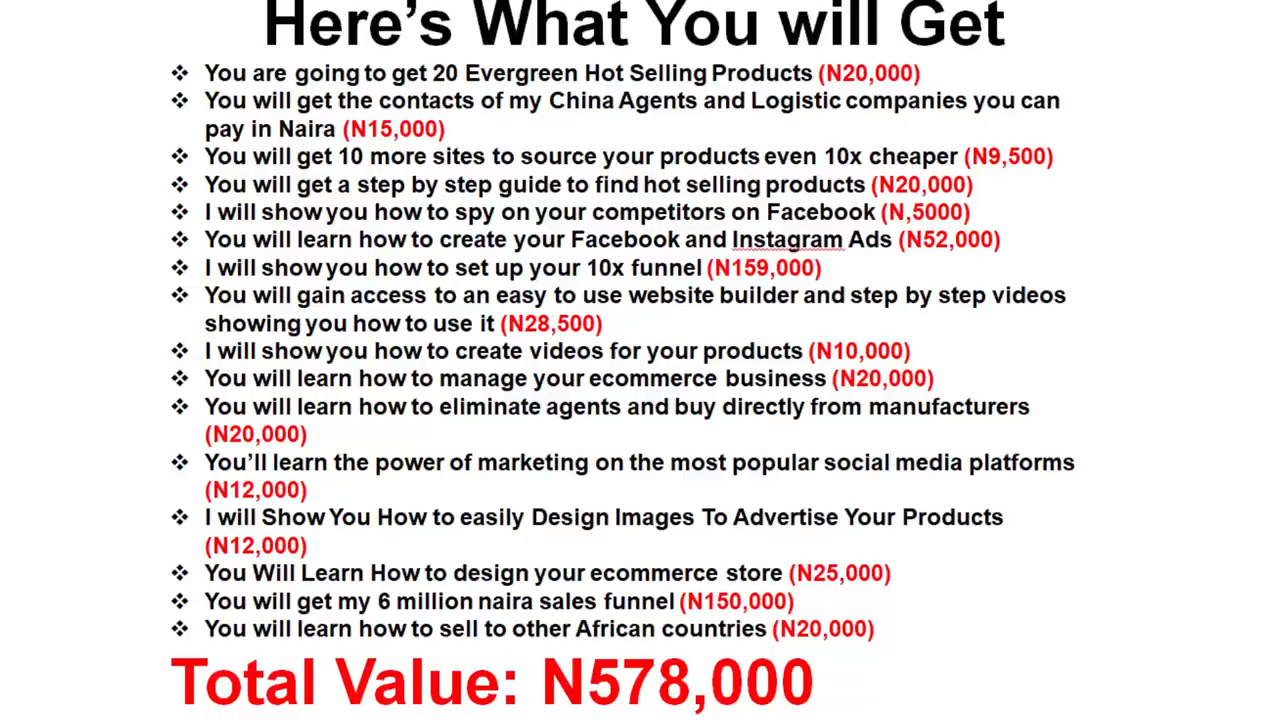 Here's What You will Get
❖ You are going to get 20 Evergreen Hot Selling Products (N20,000)
❖ You will get the contacts of my China Agents and Logistic companies you can
pay in Naira (N15,000)
❖ You will get 10 more sites to source your products even 10x cheaper (N9,500)
❖ You will get a step by step guide to find hot selling products (N20,000)
❖ I will show you how to spy on your competitors on Facebook (N,5000)
❖ You will learn how to create your Facebook and Instagram Ads (N52,000)
❖ I will show you how to set up your 10x funnel (N159,000)
❖ You will gain access to an easy to use website builder and step by step videos
showing you how to use it (N28,500)
❖ I will show you how to create videos for your products (N10,000)
❖ You will learn how to manage your ecommerce business (N20,000)
❖ You will learn how to eliminate agents and buy directly from manufacturers
(N20,000)
❖ You'll learn the power of marketing on the most popular social media platforms
(N12,000)
❖ I will Show You How to easily Design Images To Advertise Your Products
(N12,000)
❖ You Will Learn How to design your ecommerce store (N25,000)
❖ You will get my 6 million naira sales funnel (N150,000)
❖ You will learn how to sell to other African countries (N20,000)
Total Value: N578,000